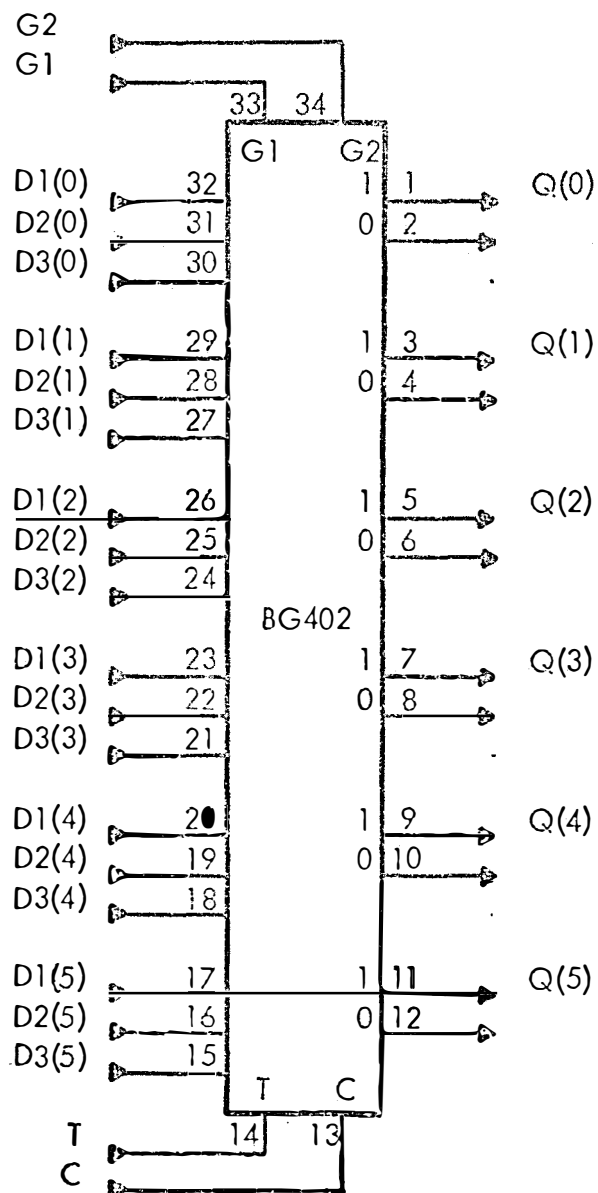 G2
G1
33 34
G1 G2
D1(0) 32 1 1 Q(0)
D2(0) 31 0 2
D3(0) 30
D1(1) 29 1 3 Q(1)
D2(1) 28 0 4
D3(1) 27
D1(2) 26 1 5 Q(2)
D2(2) 25 0 6
D3(2) 24
BG402
D1(3) 23 1 7 Q(3)
D2(3) 22 0 8
D3(3) 21
D1(4) 20 1 9 Q(4)
D2(4) 19 0 10
D3(4) 18
D1(5) 17 1 11 Q(5)
D2(5) 16 0 12
D3(5) 15
T C
T 14 13
C